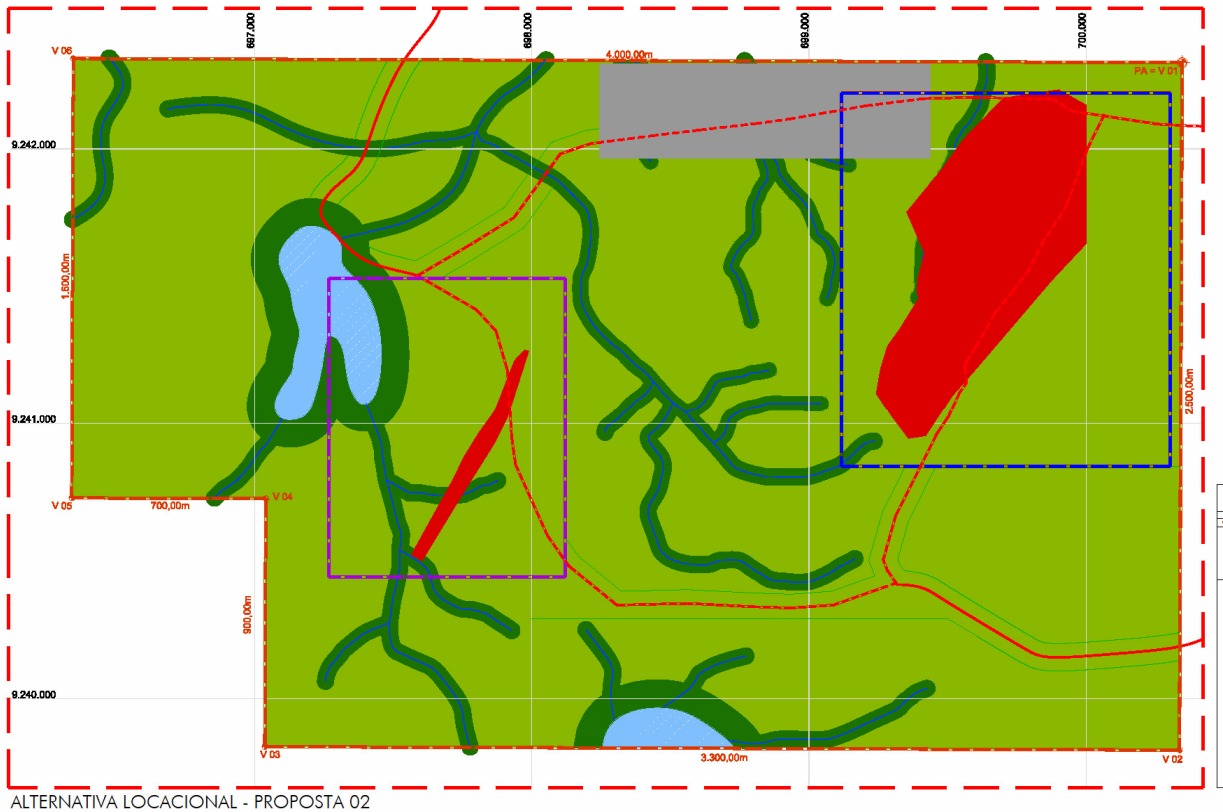 697.000
698.000
699.000
700.000
V 06
4.000,00m
PA = V 01
9.242.000
1.600,00m
2.500,00m
9.241.000
V 05
700,00m
V 04
900,00m
9.240.000
V 03
3.300,00m
V 02
ALTERNATIVA LOCACIONAL - PROPOSTA 02